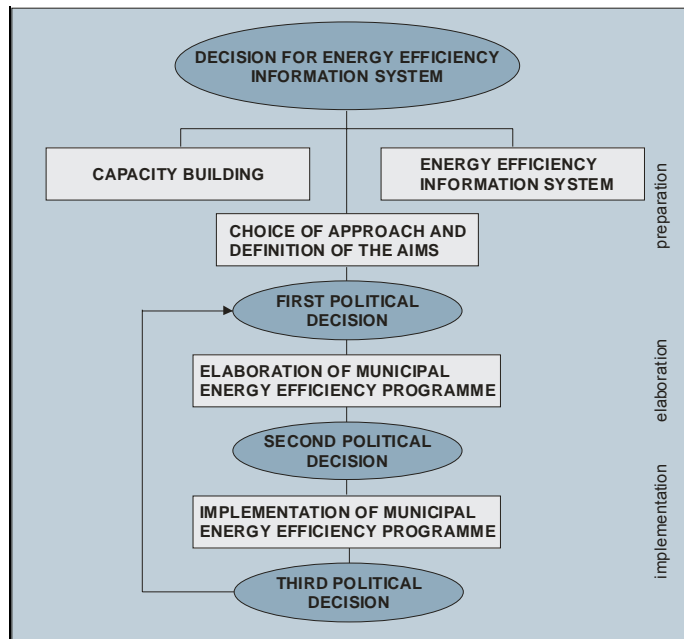 DECISION FOR ENERGY EFFICIENCY
INFORMATION SYSTEM
CAPACITY BUILDING
ENERGY EFFICIENCY
INFORMATION SYSTEM
preparation
CHOICE OF APPROACH AND
DEFINITION OF THE AIMS
FIRST POLITICAL
DECISION
ELABORATION OF MUNICIPAL
ENERGY EFFICIENCY PROGRAMME
elaboration
SECOND POLITICAL
DECISION
IMPLEMENTATION OF MUNICIPAL
ENERGY EFFICIENCY PROGRAMME
implementation
THIRD POLITICAL
DECISION